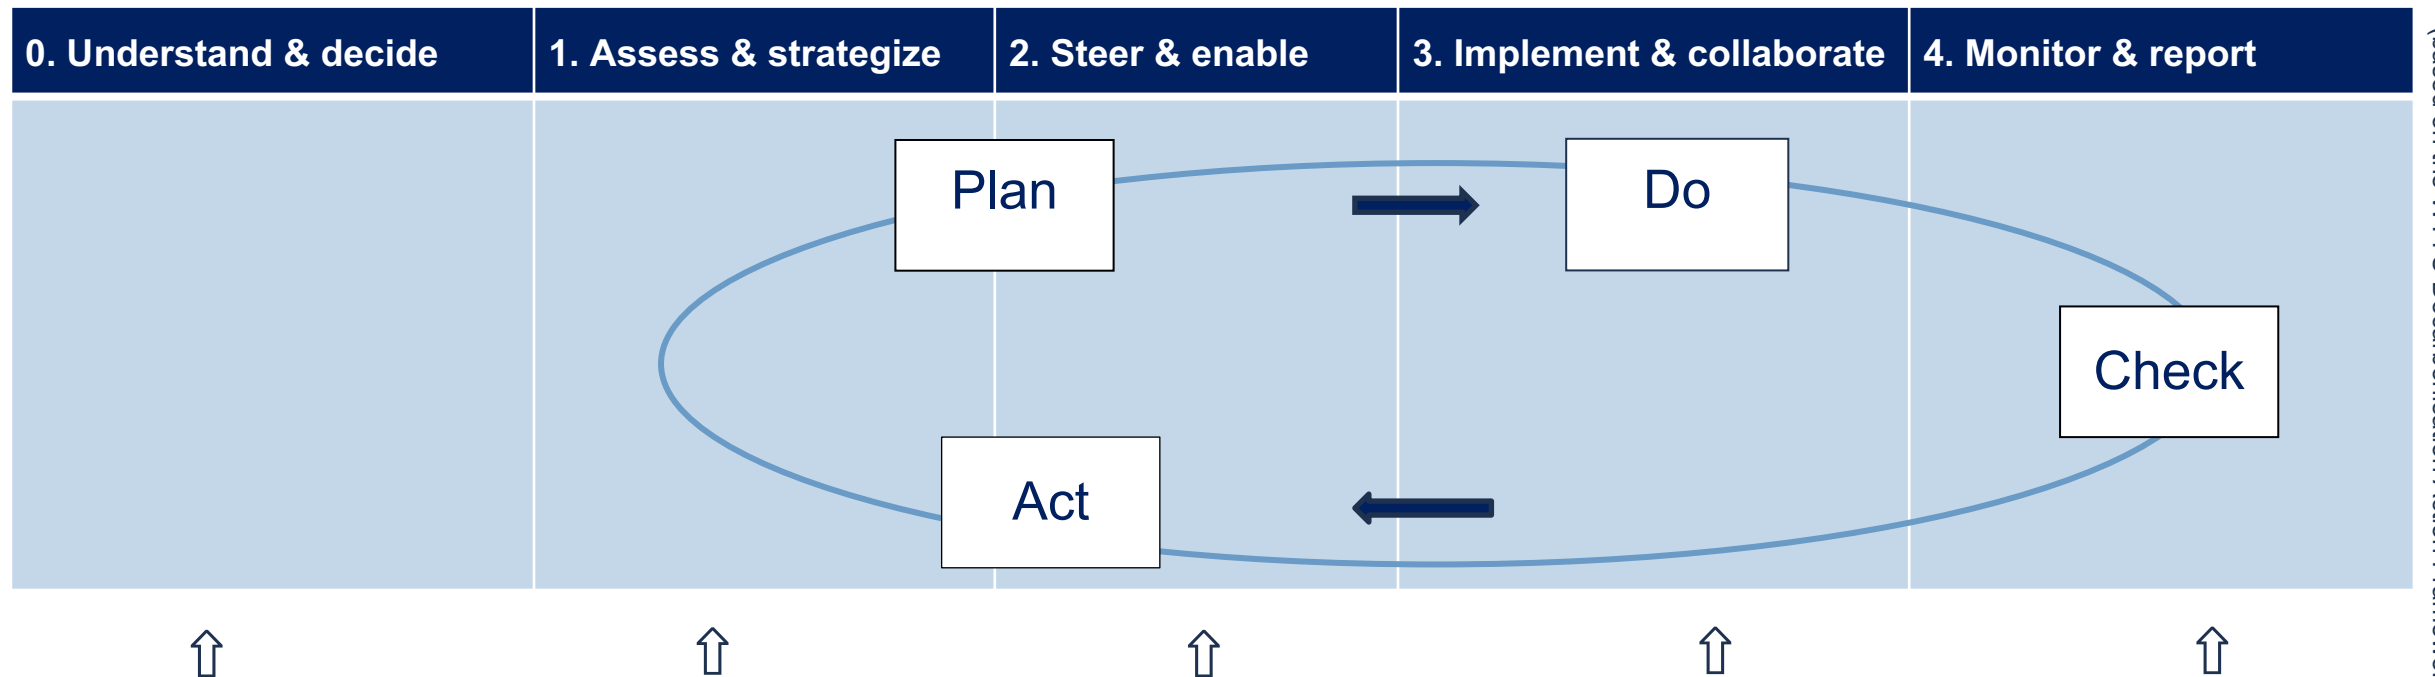 0. Understand & decide
1. Assess & strategize
2. Steer & enable
3. Implement & collaborate
4. Monitor & report
Plan
Do
Check
Act